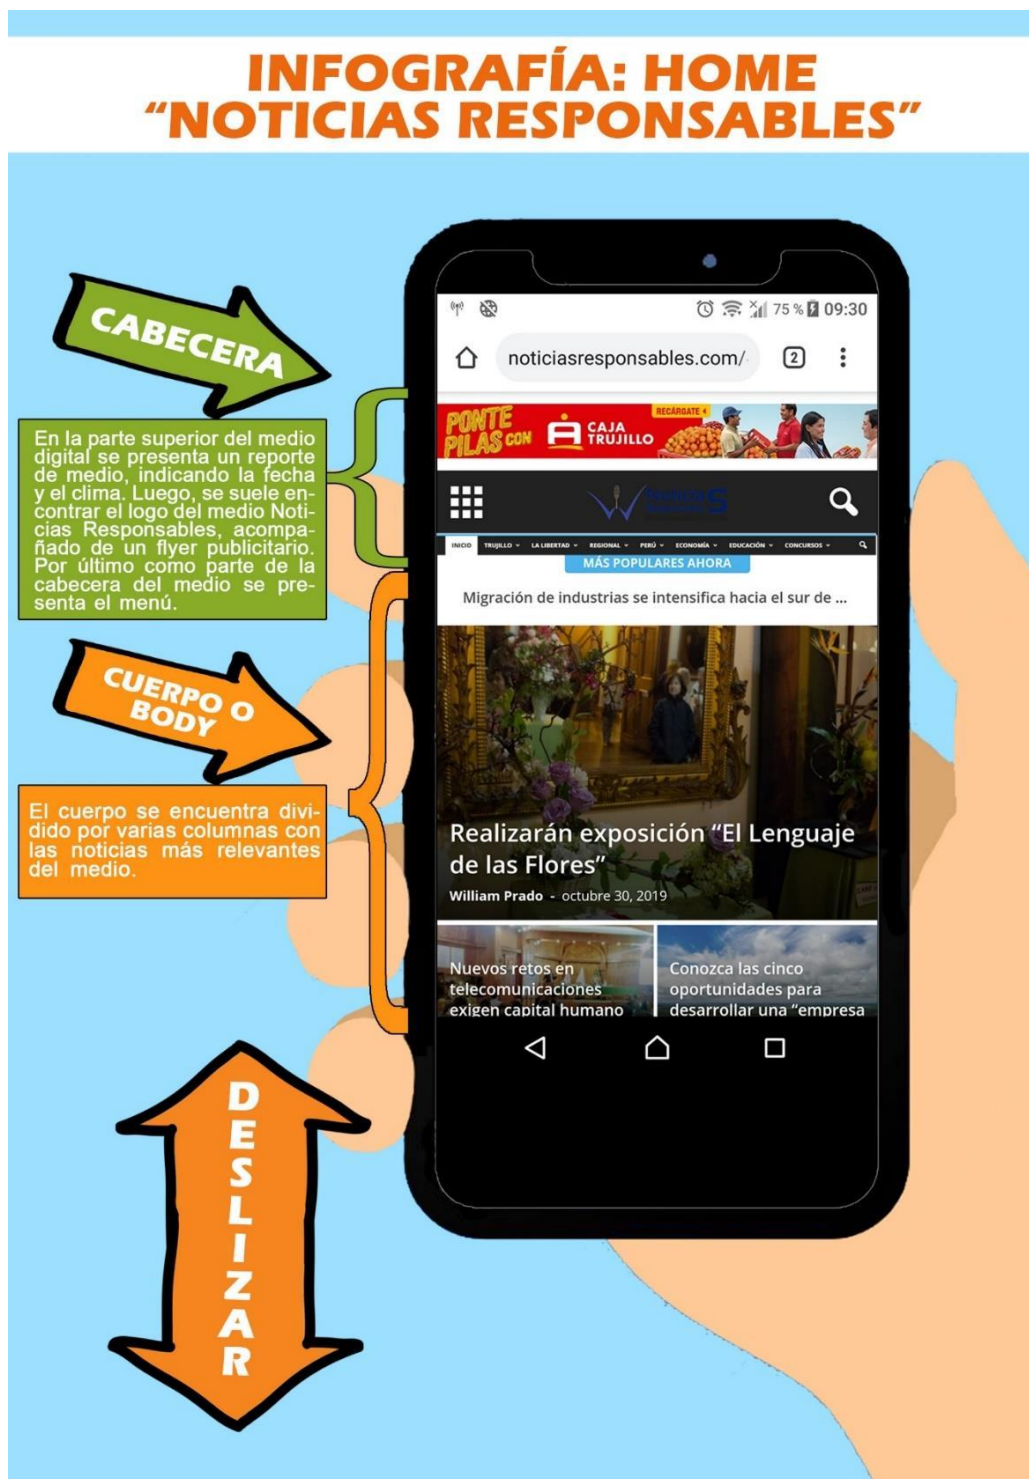 INFOGRAFÍA: HOME
“NOTICIAS RESPONSABLES”
CABECERA
En la parte superior del medio
digital se presenta un reporte
de medio, indicando la fecha
y el clima. Luego, se suele en-
contrar el logo del medio Noti-
cias Responsables, acompa-
ñado de un flyer publicitario.
Por último como parte de la
cabecera del medio se pre-
senta el menú.
CUERPO O
BODY
El cuerpo se encuentra divi-
dido por varias columnas con
las noticias más relevantes
del medio.
DESLIZAR
75 % 09:30
noticiasresponsables.com/
2
PONTE
PILAS CON
CAJA
TRUJILLO
RECÁRGATE
INICIO TRUJILLO LA LIBERTAD REGIONAL PERÚ ECONOMÍA EDUCACIÓN CONCURSOS
MÁS POPULARES AHORA
Migración de industrias se intensifica hacia el sur de ...
Realizarán exposición “El Lenguaje
de las Flores”
William Prado - octubre 30, 2019
Nuevos retos en
telecomunicaciones
exigen capital humano
Conozca las cinco
oportunidades para
desarrollar una “empresa